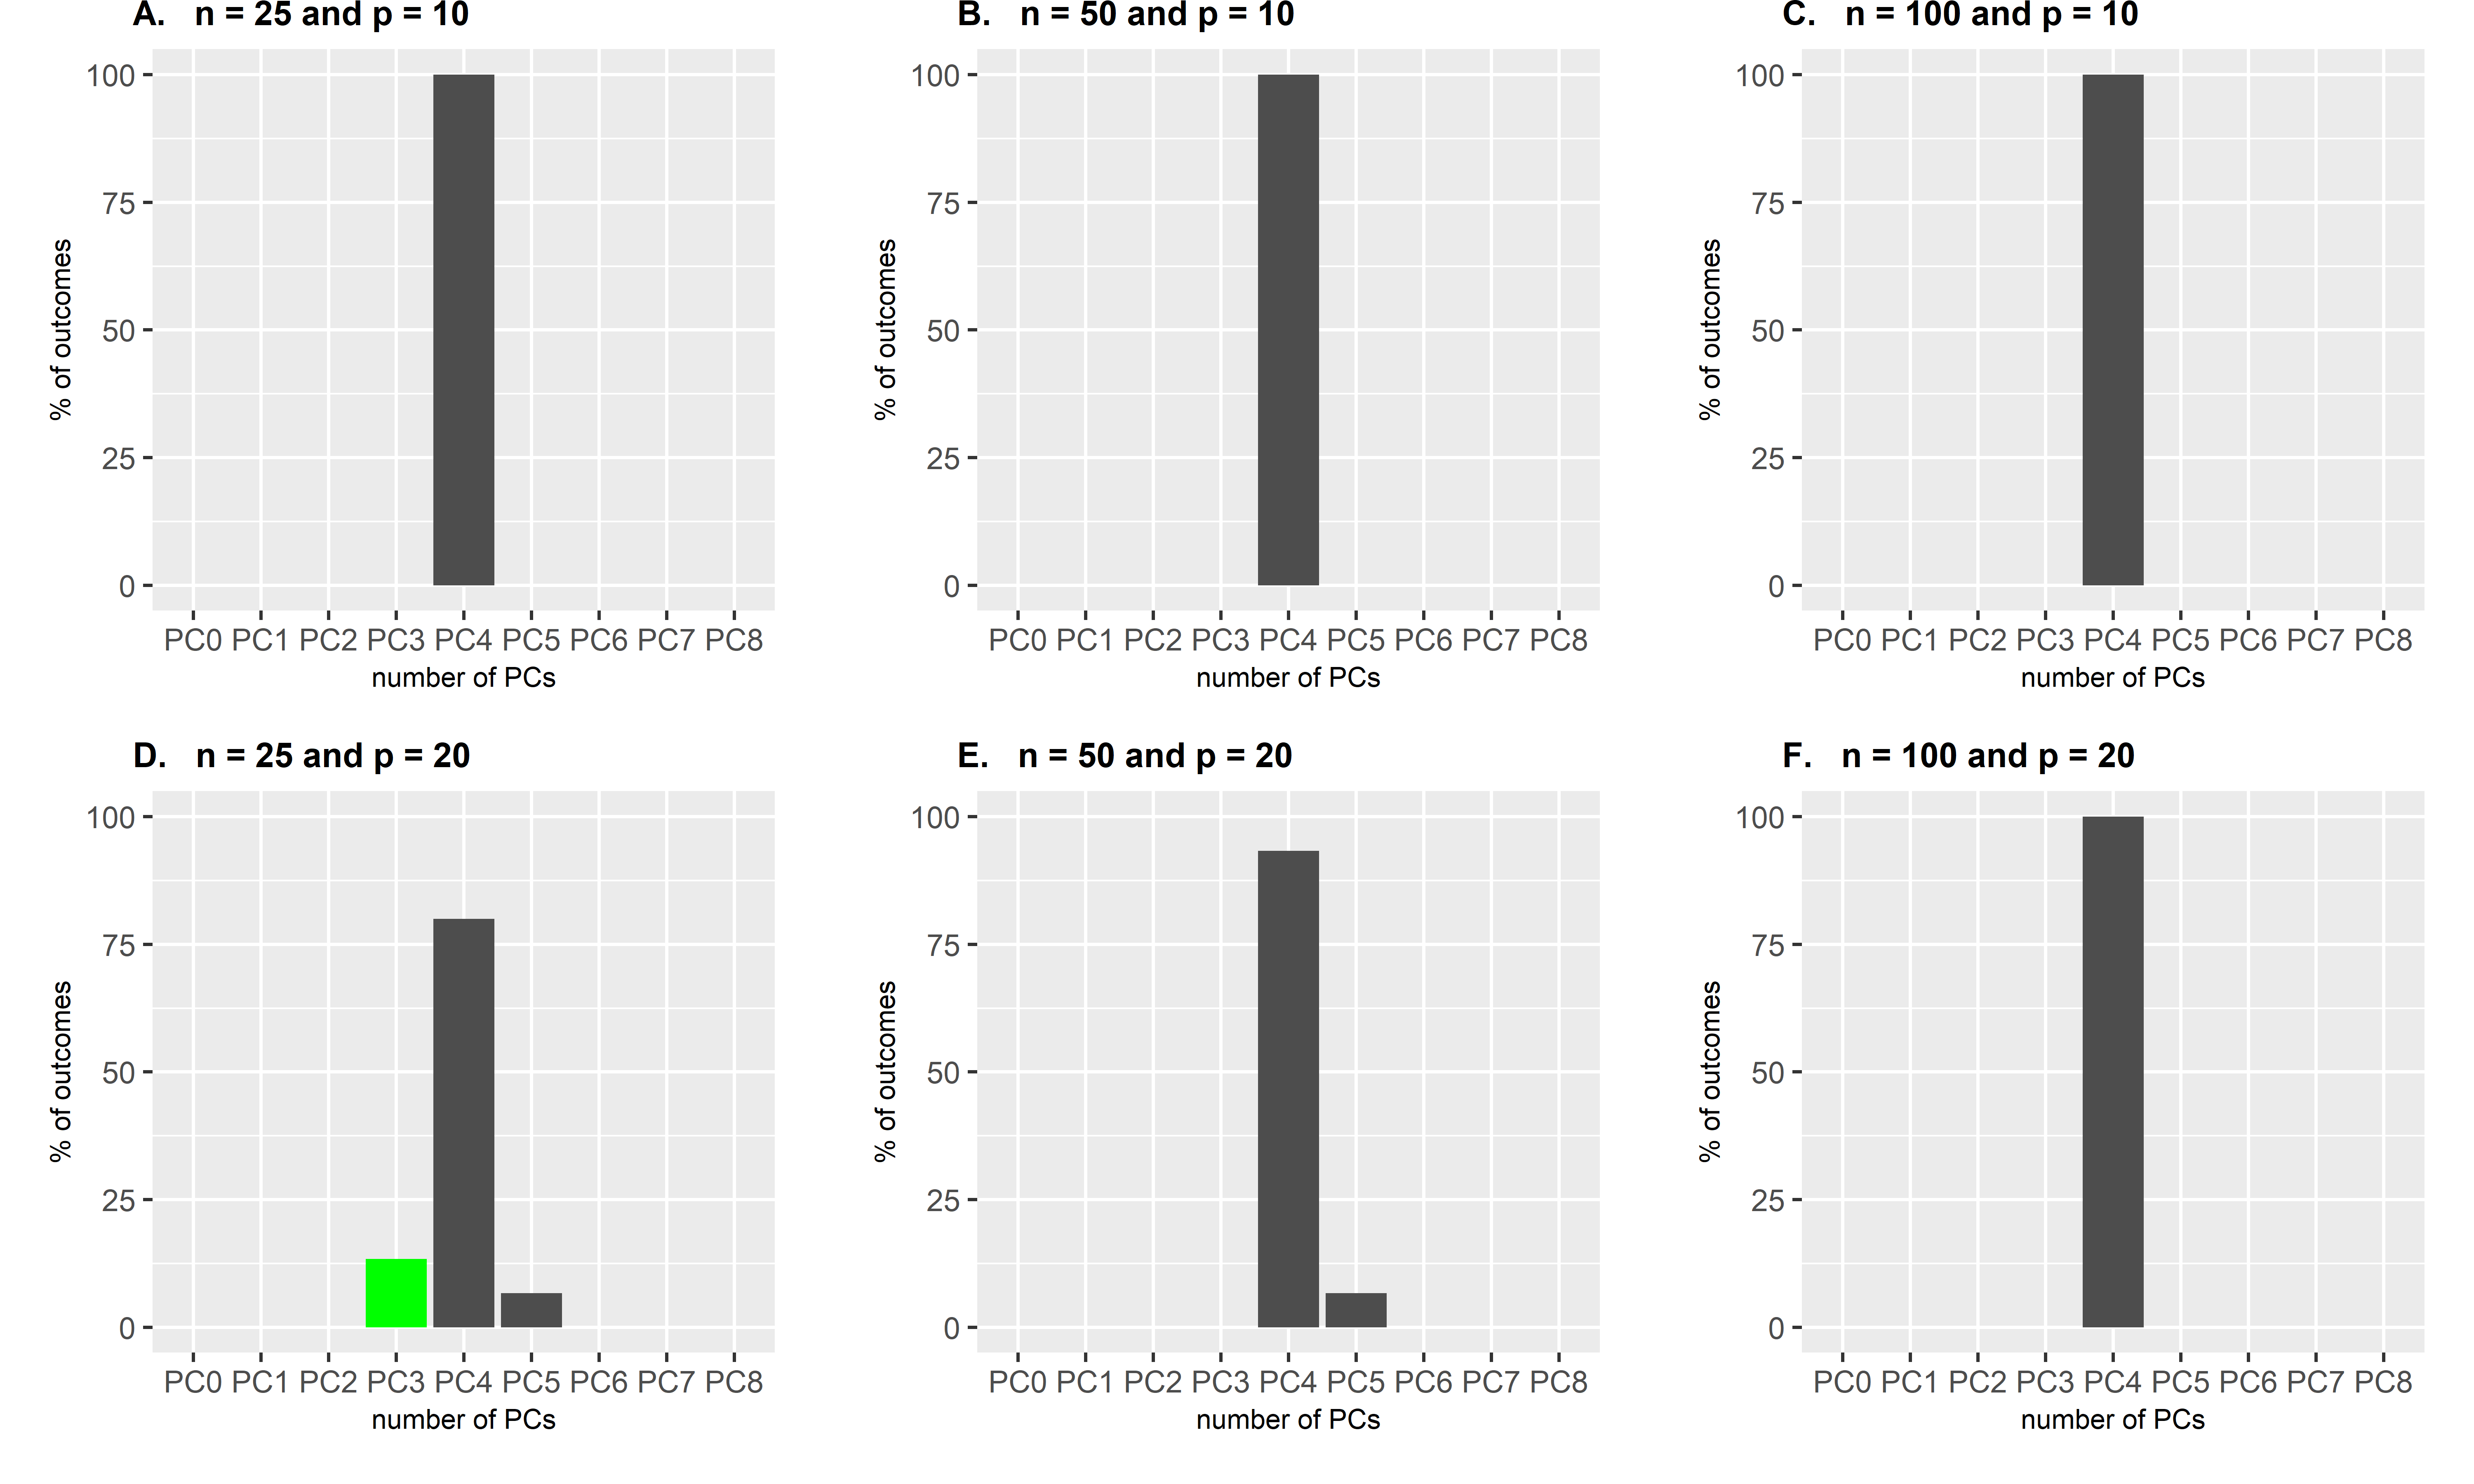 A. n = 25 and p = 10
% of outcomes
100
75
50
25
0
PC0 PC1 PC2 PC3 PC4 PC5 PC6 PC7 PC8
number of PCs
B. n = 50 and p = 10
% of outcomes
100
75
50
25
0
PC0 PC1 PC2 PC3 PC4 PC5 PC6 PC7 PC8
number of PCs
C. n = 100 and p = 10
% of outcomes
100
75
50
25
0
PC0 PC1 PC2 PC3 PC4 PC5 PC6 PC7 PC8
number of PCs
D. n = 25 and p = 20
% of outcomes
100
75
50
25
0
PC0 PC1 PC2 PC3 PC4 PC5 PC6 PC7 PC8
number of PCs
E. n = 50 and p = 20
% of outcomes
100
75
50
25
0
PC0 PC1 PC2 PC3 PC4 PC5 PC6 PC7 PC8
number of PCs
F. n = 100 and p = 20
% of outcomes
100
75
50
25
0
PC0 PC1 PC2 PC3 PC4 PC5 PC6 PC7 PC8
number of PCs